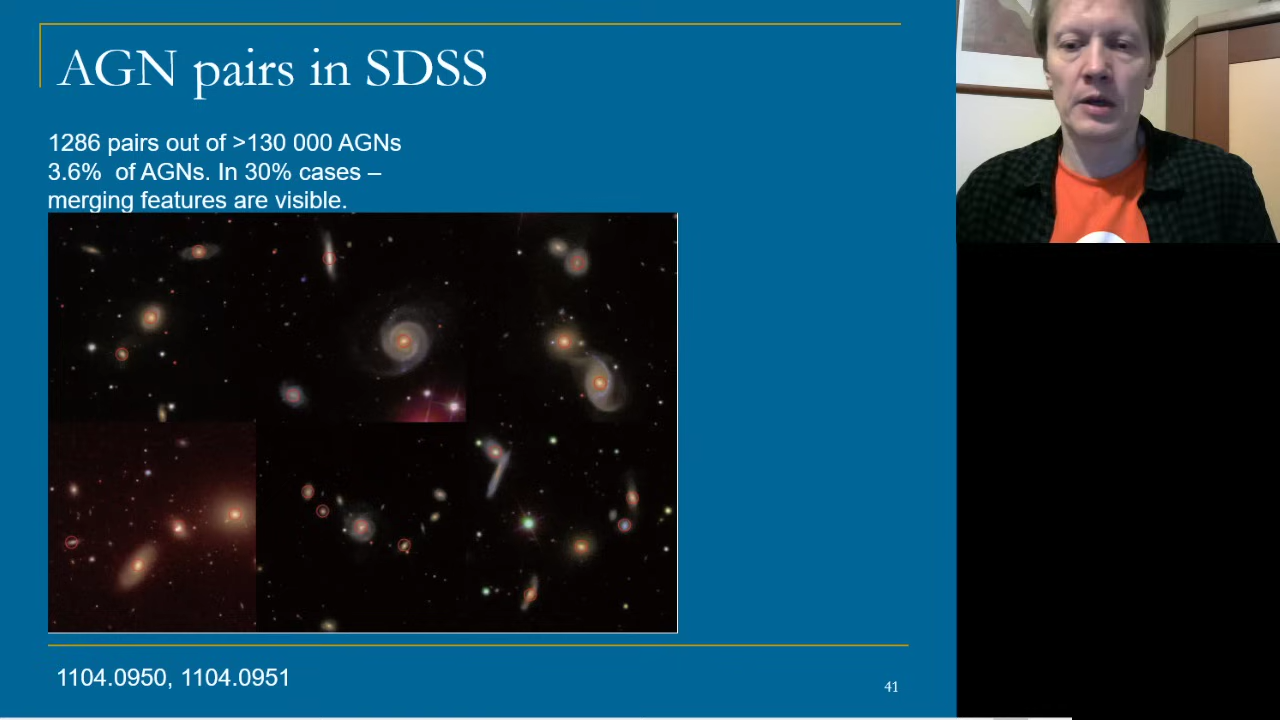 AGN pairs in SDSS
1286 pairs out of >130 000 AGNs
3.6% of AGNs. In 30% cases –
merging features are visible.
1104.0950, 1104.0951
41